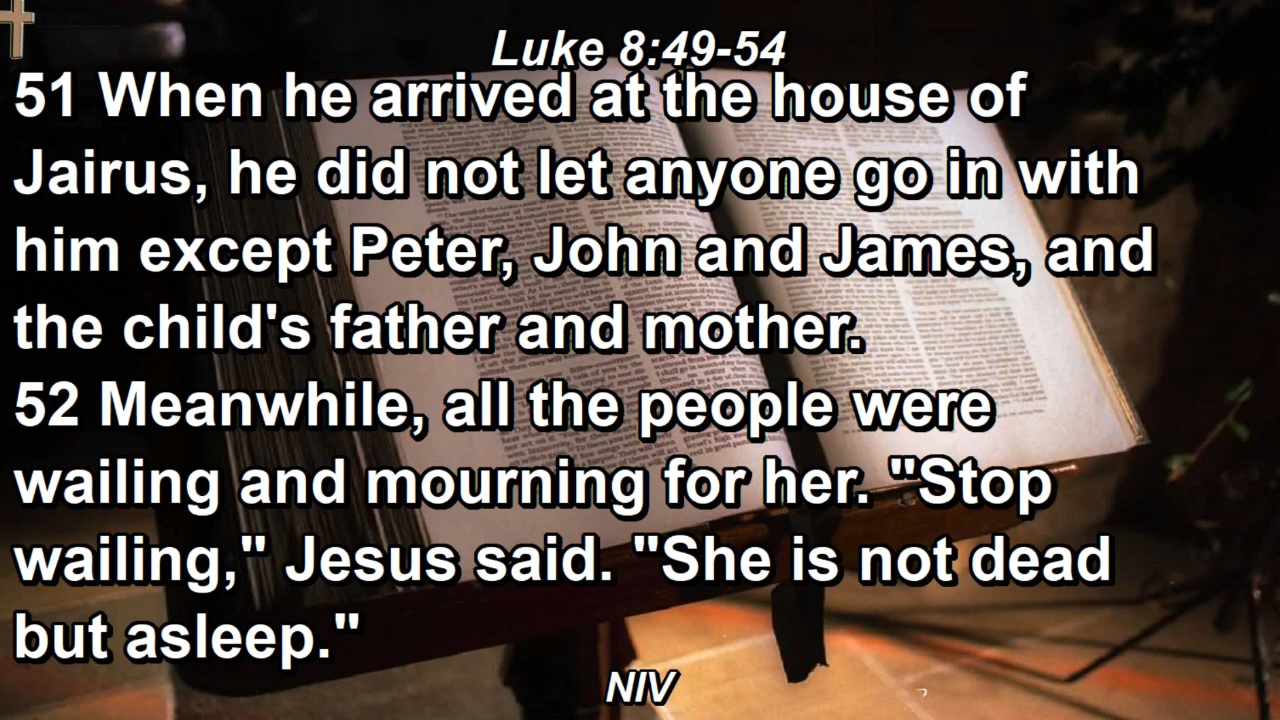 Luke 8:49-54
51 When he arrived at the house of
Jairus, he did not let anyone go in with
him except Peter, John and James, and
the child's father and mother.
52 Meanwhile, all the people were
wailing and mourning for her. "Stop
wailing," Jesus said. "She is not dead
but asleep."
NIV